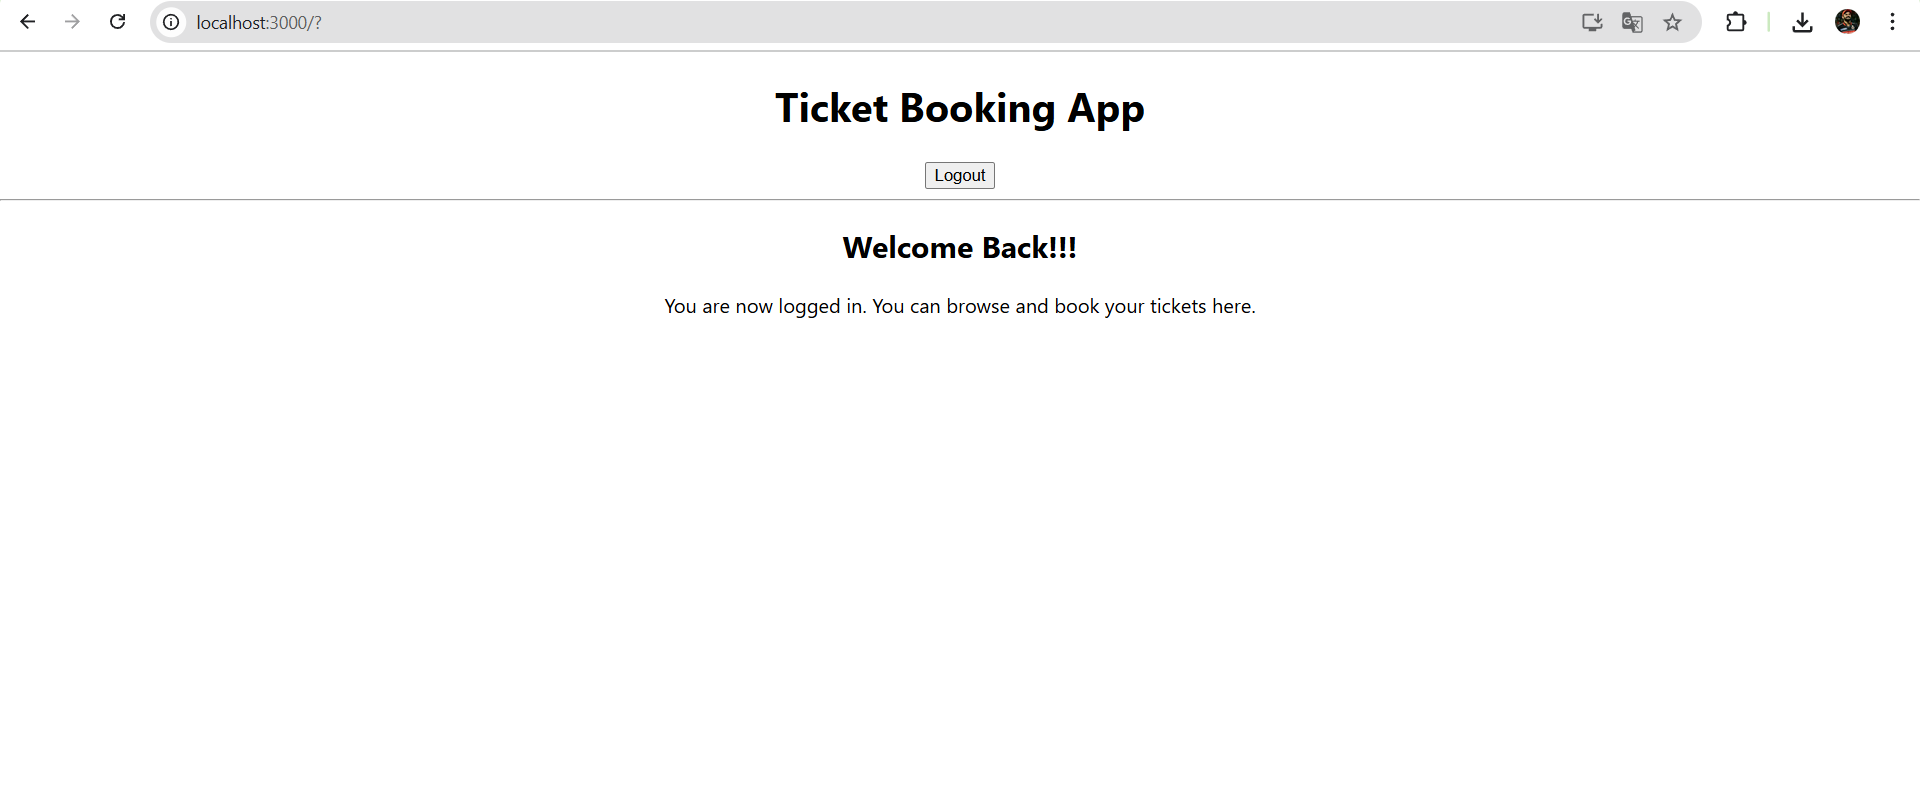 localhost:3000/?
Ticket Booking App
Logout
Welcome Back!!!
You are now logged in. You can browse and book your tickets here.